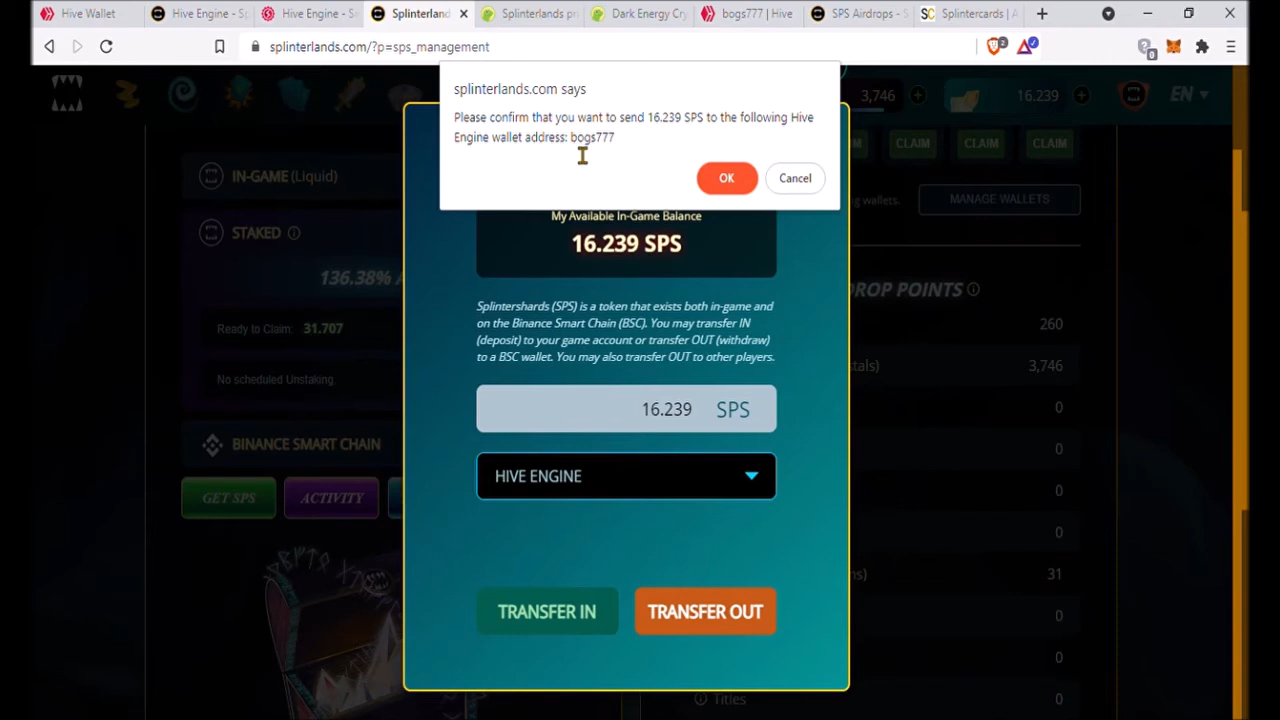 Hive Wallet
Hive Engine - Sp
Hive Engine - Sm
Splinterland
Splinterlands pr
Dark Energy Cry
bogs777 | Hive
SPS Airdrops - S
Splintercards | A
splinterlands.com/?p=sps_management
2
0
splinterlands.com says
Please confirm that you want to send 16.239 SPS to the following Hive
Engine wallet address: bogs777
OK
Cancel
3,746
16.239
EN
IN-GAME (Liquid)
STAKED
136.38% A
Ready to Claim: 31.707
No scheduled Unstaking.
BINANCE SMART CHAIN
GET SPS
ACTIVITY
My Available In-Game Balance
16.239 SPS
Splintershards (SPS) is a token that exists both in-game and
on the Binance Smart Chain (BSC). You may transfer IN
(deposit) to your game account or transfer OUT (withdraw)
to a BSC wallet. You may also transfer OUT to other players.
16.239 SPS
HIVE ENGINE
TRANSFER IN
TRANSFER OUT
M
CLAIM
CLAIM
CLAIM
ng wallets.
MANAGE WALLETS
DROP POINTS
260
stals)
3,746
0
0
0
0
ns)
31
0
0
Titles
0